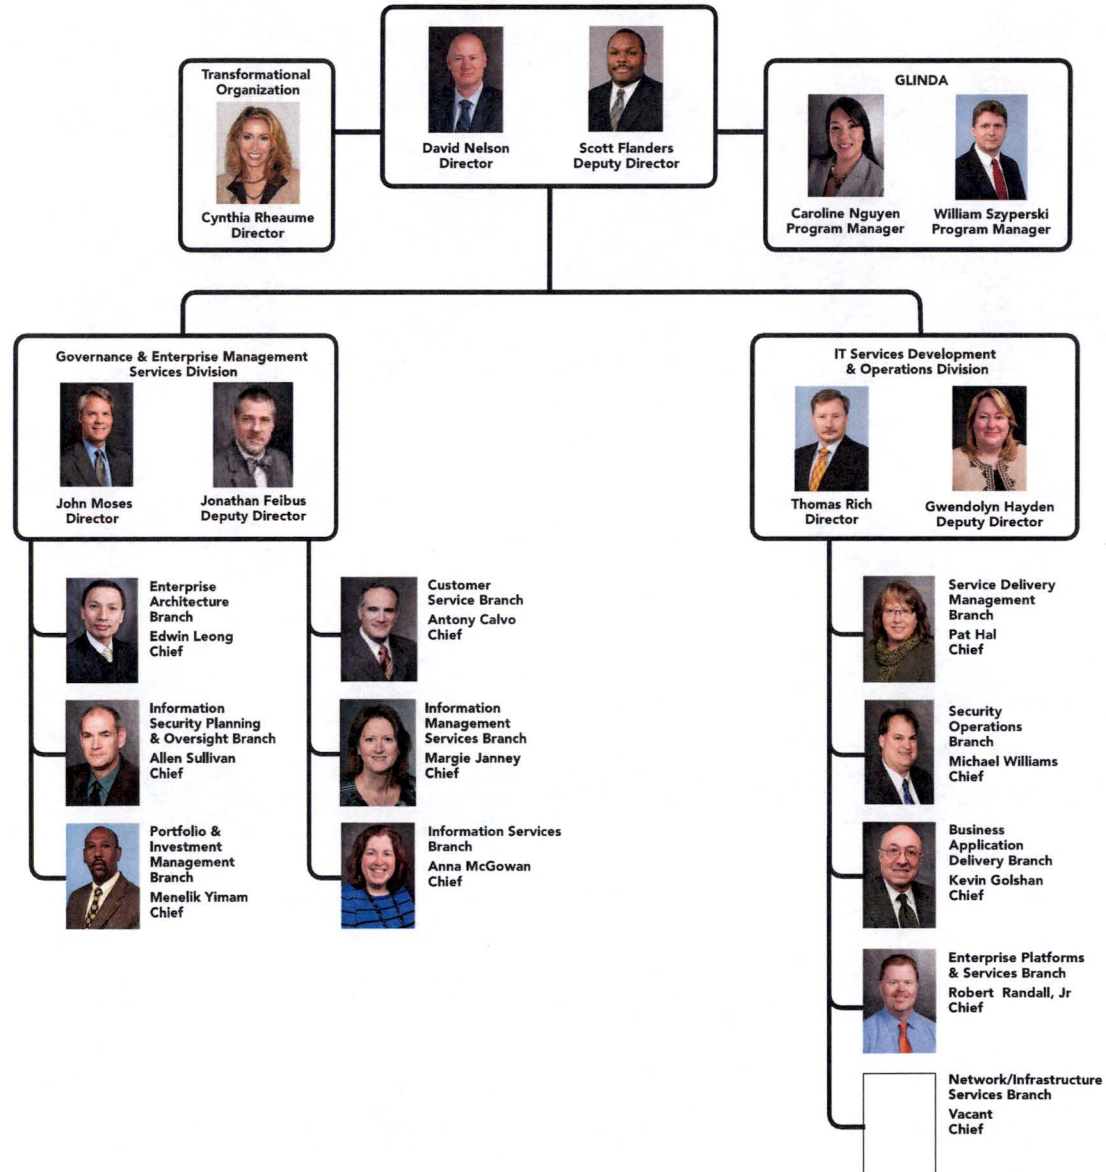 Transformational
Organization
Cynthia Rheaume
Director
David Nelson
Director
Scott Flanders
Deputy Director
GLINDA
Caroline Nguyen
Program Manager
William Szyperski
Program Manager
Governance & Enterprise Management
Services Division
John Moses
Director
Jonathan Feibus
Deputy Director
IT Services Development
& Operations Division
Thomas Rich
Director
Gwendolyn Hayden
Deputy Director
Enterprise
Architecture
Branch
Edwin Leong
Chief
Information
Security Planning
& Oversight Branch
Allen Sullivan
Chief
Portfolio &
Investment
Management
Branch
Menelik Yimam
Chief
Customer
Service Branch
Antony Calvo
Chief
Information
Management
Services Branch
Margie Janney
Chief
Information Services
Branch
Anna McGowan
Chief
Service Delivery
Management
Branch
Pat Hal
Chief
Security
Operations
Branch
Michael Williams
Chief
Business
Application
Delivery Branch
Kevin Golshan
Chief
Enterprise Platforms
& Services Branch
Robert Randall, Jr
Chief
Network/Infrastructure
Services Branch
Vacant
Chief